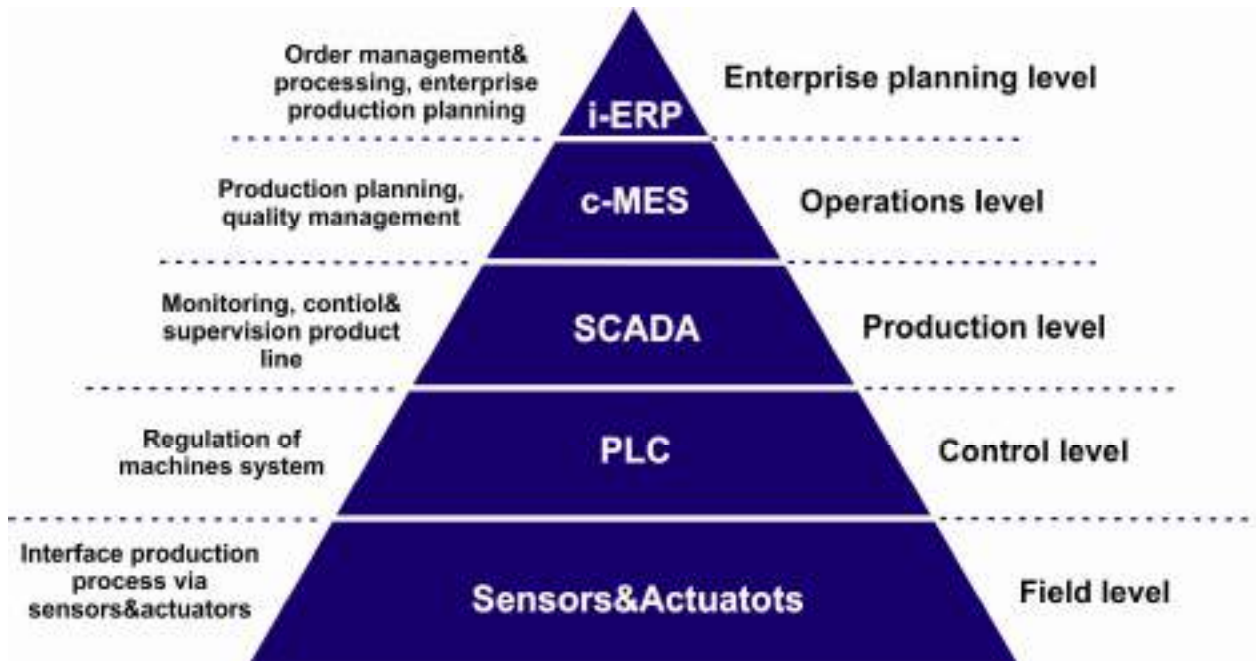 Order management&
processing, enterprise
production planning
i-ERP
Enterprise planning level
Production planning,
quality management
c-MES
Operations level
Monitoring, contiol&
supervision product
line
SCADA
Production level
Regulation of
machines system
PLC
Control level
Interface production
process via
sensors&actuators
Sensors&Actuatots
Field level